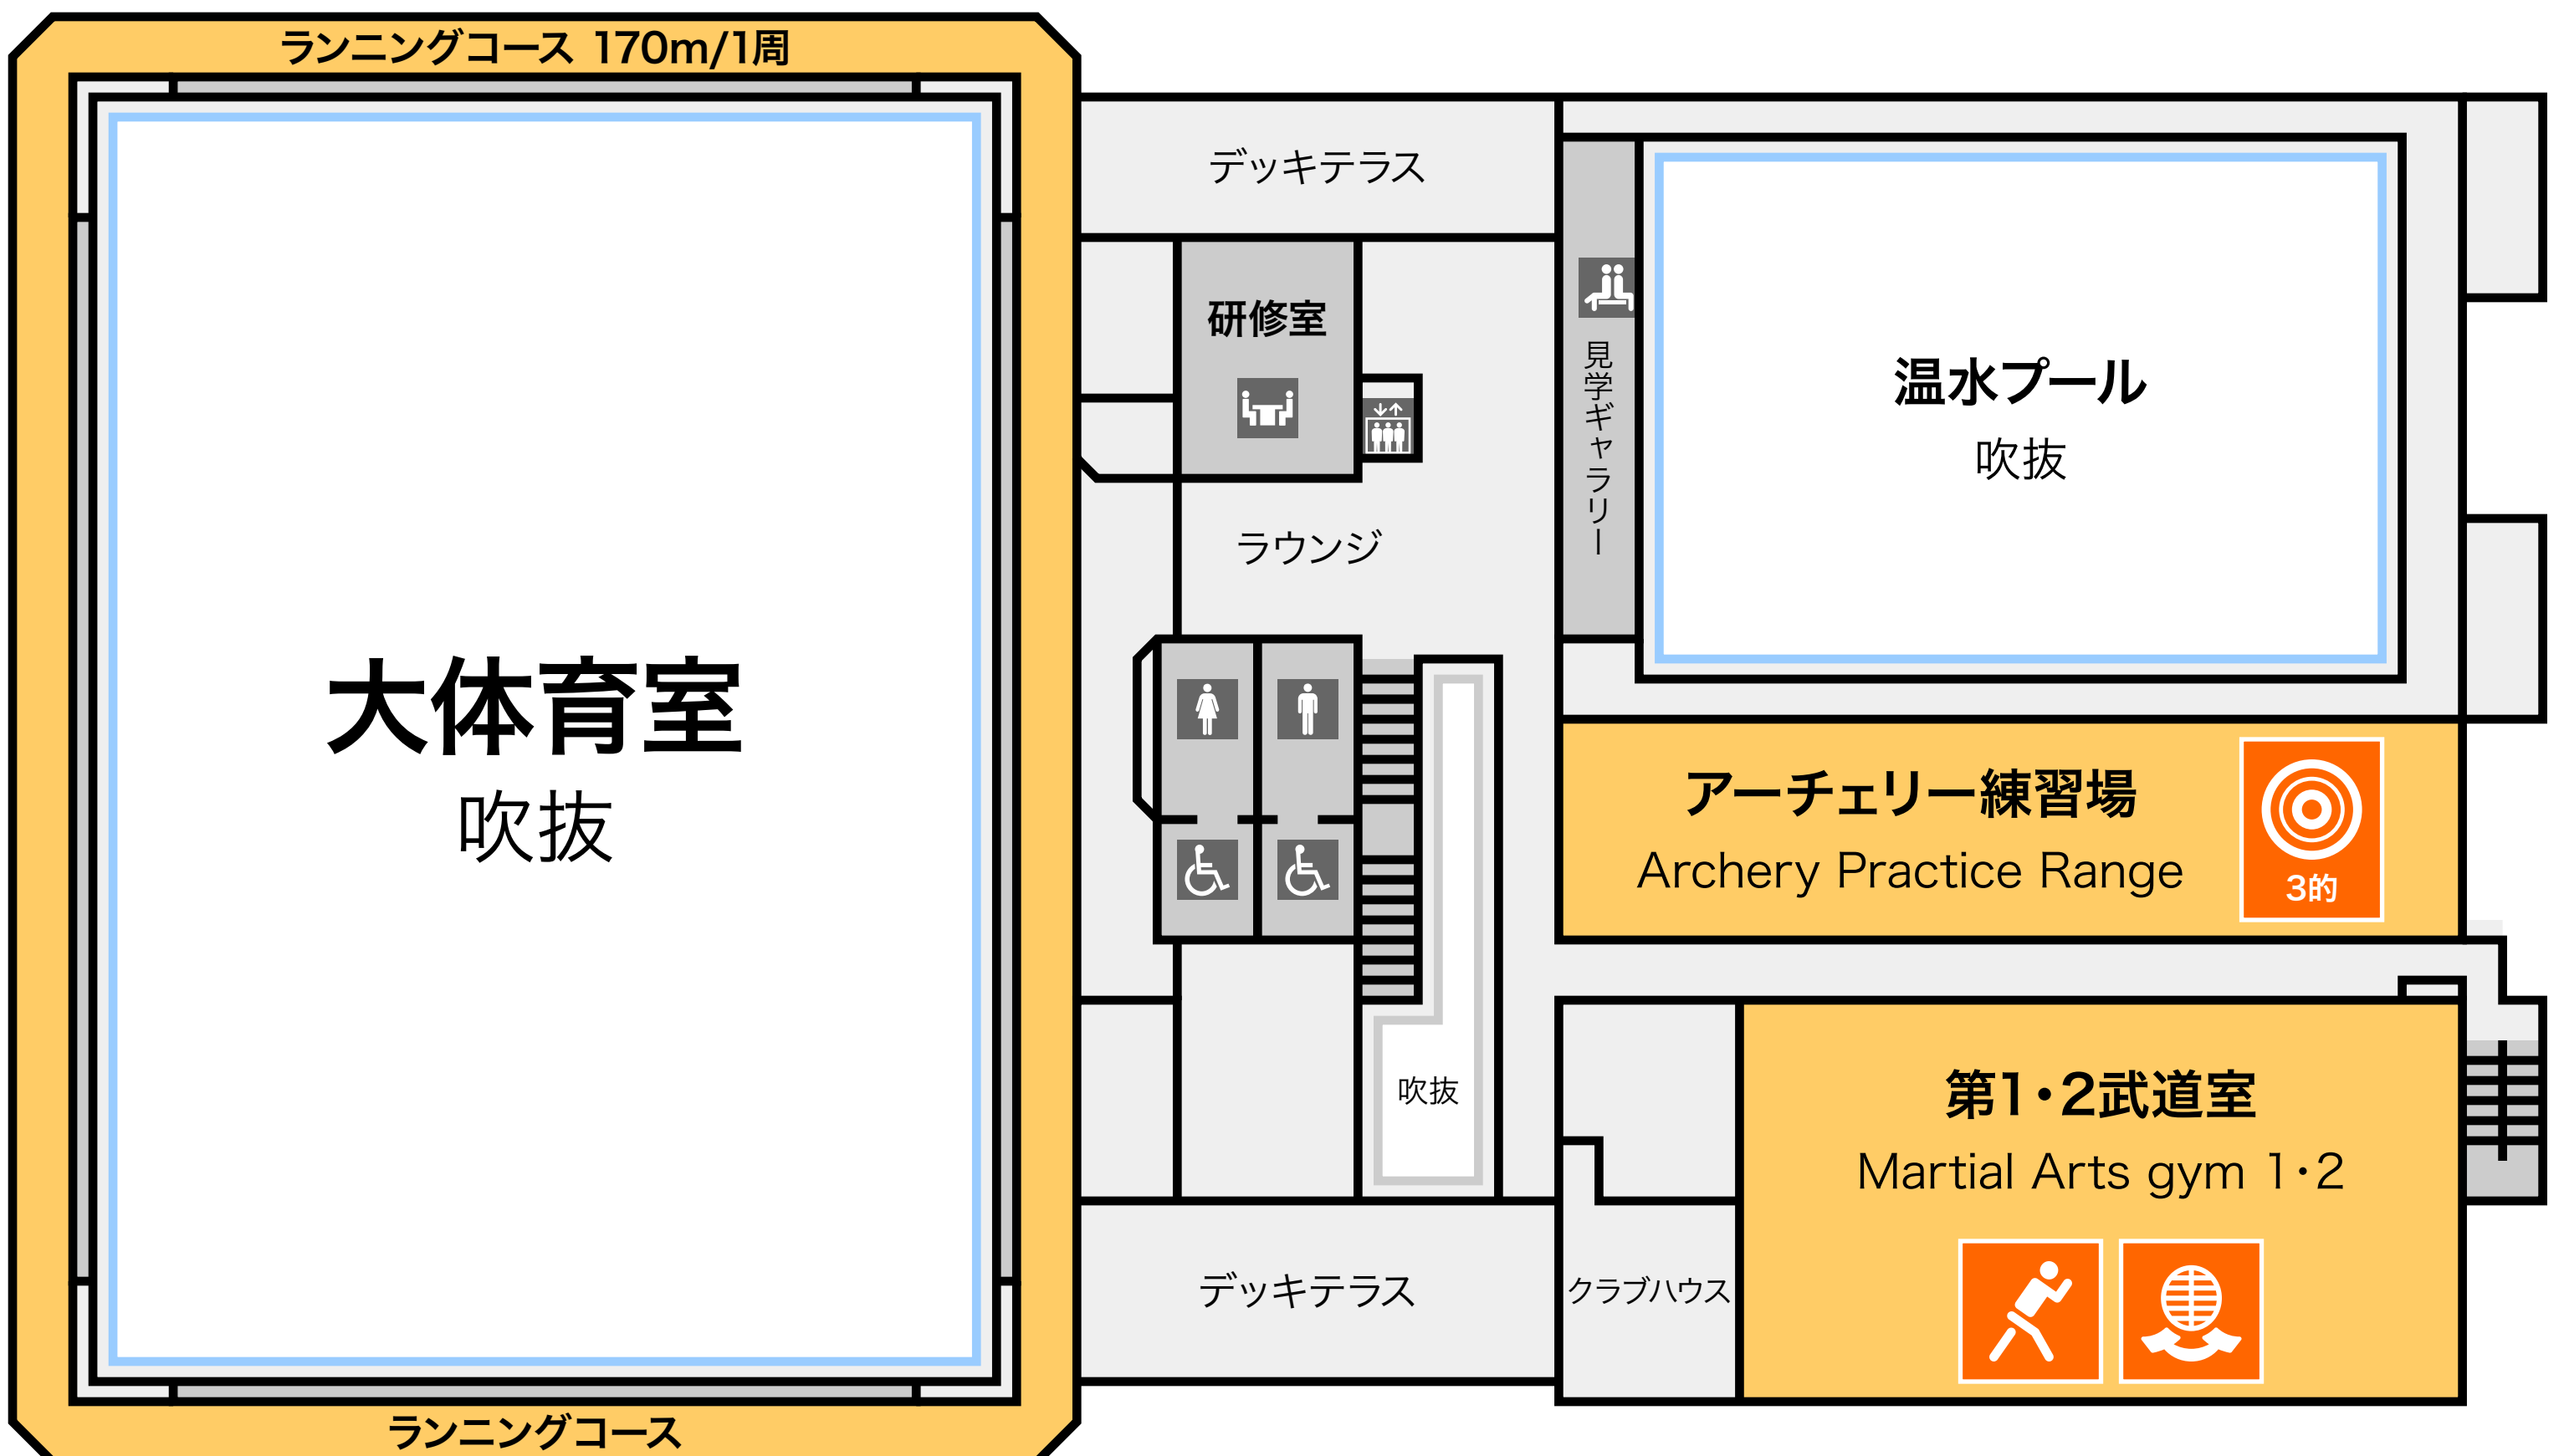 ランニングコース 170m/1周
デッキテラス
研修室
見学ギャラリー
温水プール
吹抜
ラウンジ
大体育室
吹抜
アーチェリー練習場
Archery Practice Range
3的
吹抜
第1・2武道室
Martial Arts gym 1・2
デッキテラス
クラブハウス
ランニングコース